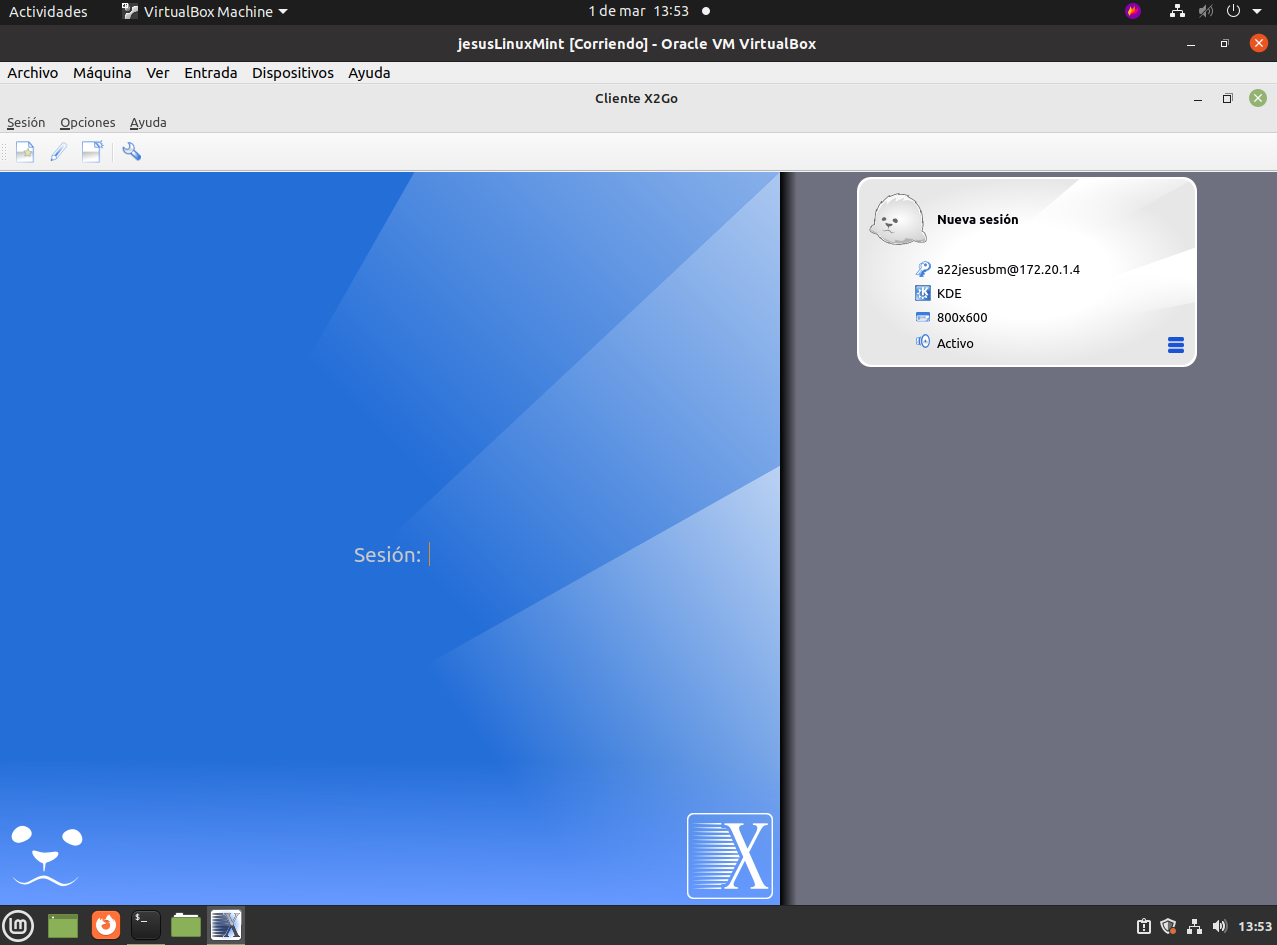 Actividades VirtualBox Machine 1 de mar 13:53
jesusLinuxMint [Corriendo] - Oracle VM VirtualBox
Archivo Máquina Ver Entrada Dispositivos Ayuda
Cliente X2Go
Sesión Opciones Ayuda
Nueva sesión
a22jesusbm@172.20.1.4
KDE
800x600
Activo
Sesión:
X
13:53